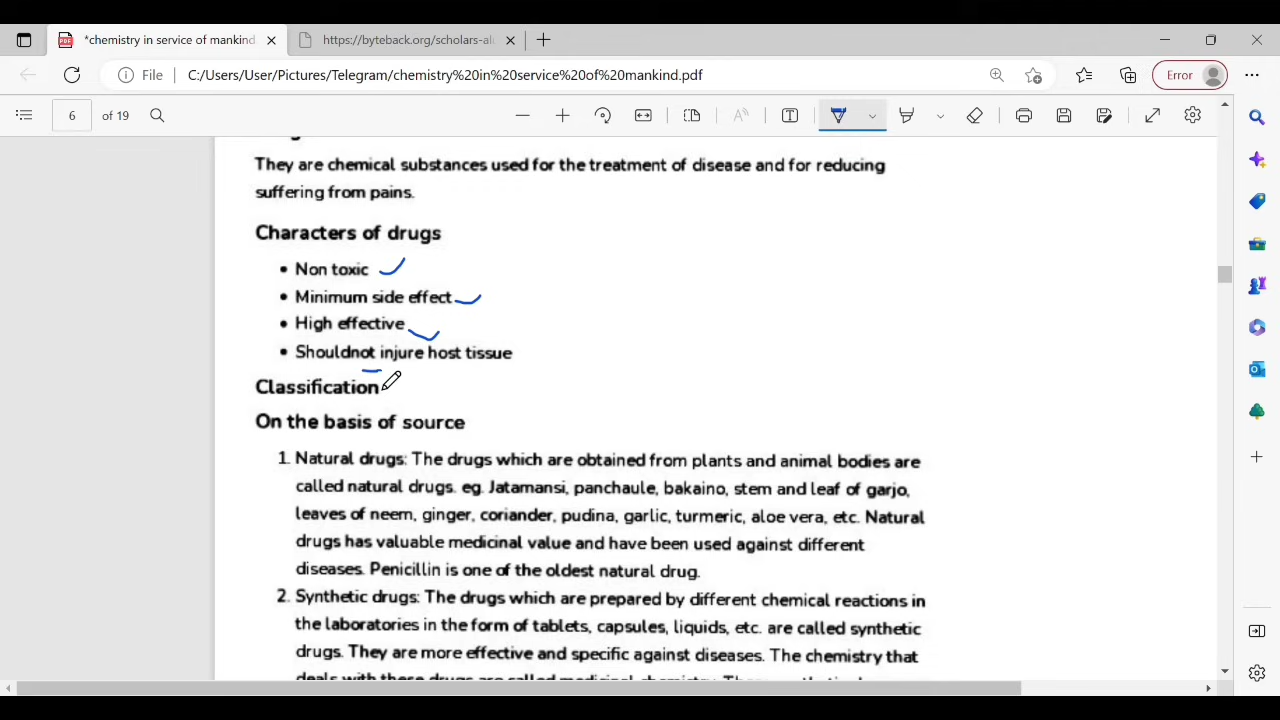 *chemistry in service of mankind
https://byteback.org/scholars-al
File
C:/Users/User/Pictures/Telegram/chemistry%20in%20service%20of%20mankind.pdf
Error
6
of 19
They are chemical substances used for the treatment of disease and for reducing
suffering from pains.
Characters of drugs
• Non toxic
• Minimum side effect
• High effective
• Shouldnot injure host tissue
Classification
On the basis of source
1. Natural drugs: The drugs which are obtained from plants and animal bodies are
called natural drugs. eg. Jatamansi, panchaule, bakaino, stem and leaf of garjo,
leaves of neem, ginger, coriander, pudina, garlic, turmeric, aloe vera, etc. Natural
drugs has valuable medicinal value and have been used against different
diseases. Penicillin is one of the oldest natural drug.
2. Synthetic drugs: The drugs which are prepared by different chemical reactions in
the laboratories in the form of tablets, capsules, liquids, etc. are called synthetic
drugs. They are more effective and specific against diseases. The chemistry that
deals with these drugs are called medicinal chemistry.